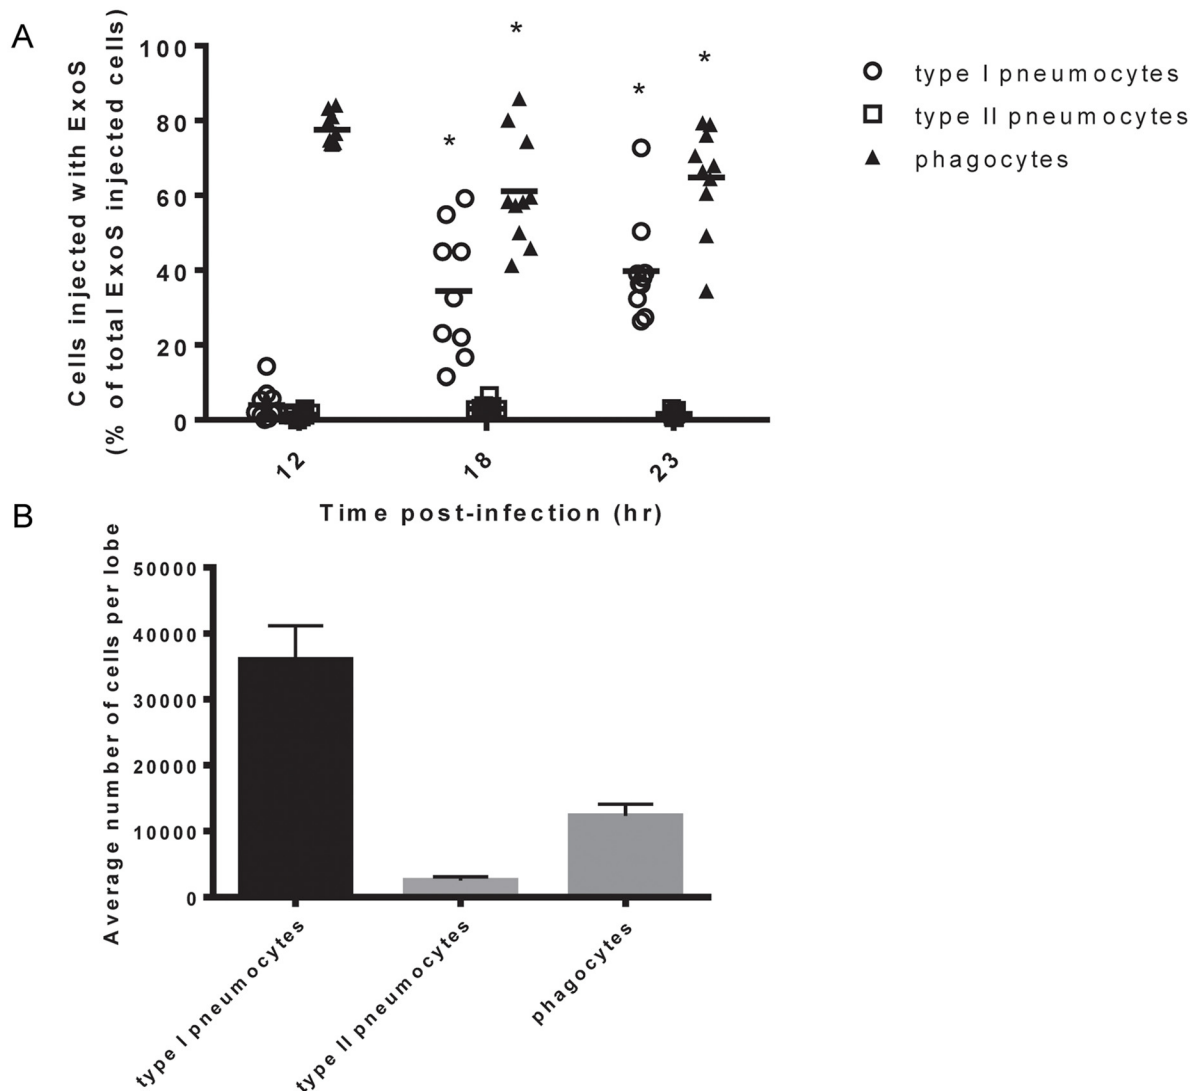 A
Cells injected with ExoS
(% of total ExoS injected cells)
100
80
60
40
20
0
*
*
*
*
12
18
23
Time post-infection (hr)
type I pneumocytes
type II pneumocytes
phagocytes
B
Average number of cells per lobe
50000
40000
30000
20000
10000
0
type I pneumocytes
type II pneumocytes
phagocytes